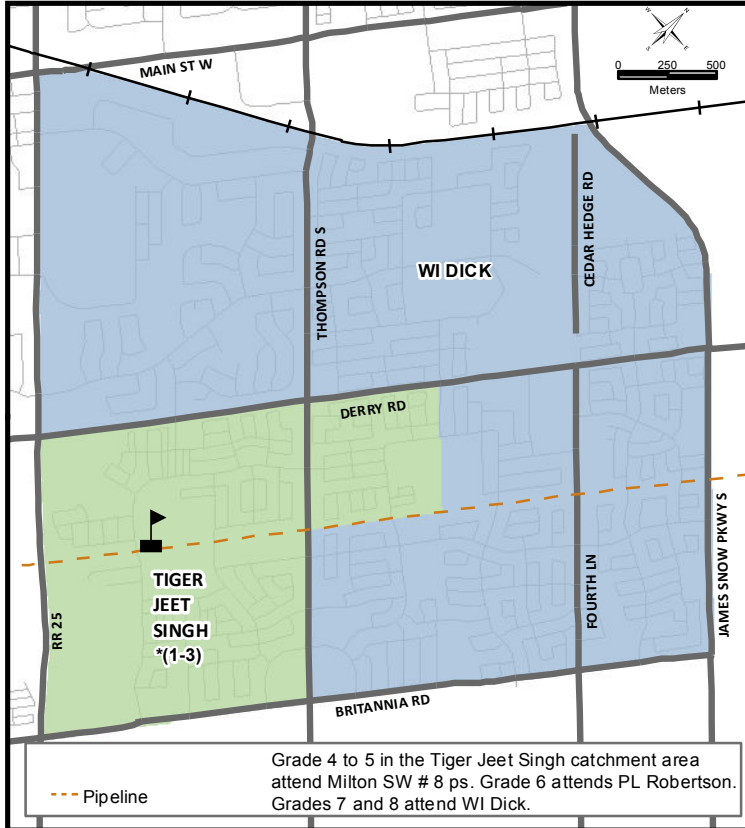 MAIN ST W
N
W
E
S
0 250 500
Meters
THOMPSON RD S
CEDAR HEDGE RD
WI DICK
DERRY RD
TIGER
JEET
SINGH
*(1-3)
RR 25
FOURTH LN
JAMES SNOW PKWY S
BRITANNIA RD
Pipeline
Grade 4 to 5 in the Tiger Jeet Singh catchment area
attend Milton SW # 8 ps. Grade 6 attends PL Robertson.
Grades 7 and 8 attend WI Dick.